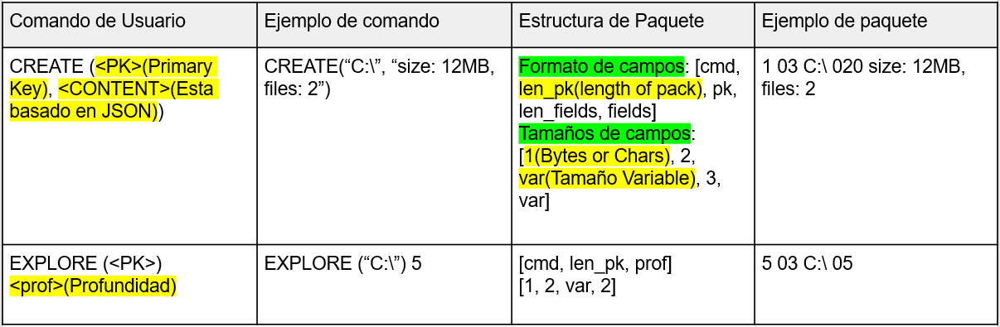 Comando de Usuario
Ejemplo de comando
Estructura de Paquete
Ejemplo de paquete
CREATE (<PK>(Primary
Key), <CONTENT>(Esta
basado en JSON))
CREATE(“C:\”, “size: 12MB,
files: 2”)
Formato de campos: [cmd,
len_pk(length of pack), pk,
len_fields, fields]
Tamaños de campos:
[1(Bytes or Chars), 2,
var(Tamaño Variable), 3,
var]
1 03 C:\ 020 size: 12MB,
files: 2
EXPLORE (<PK>)
<prof>(Profundidad)
EXPLORE (“C:\”) 5
[cmd, len_pk, prof]
[1, 2, var, 2]
5 03 C:\ 05